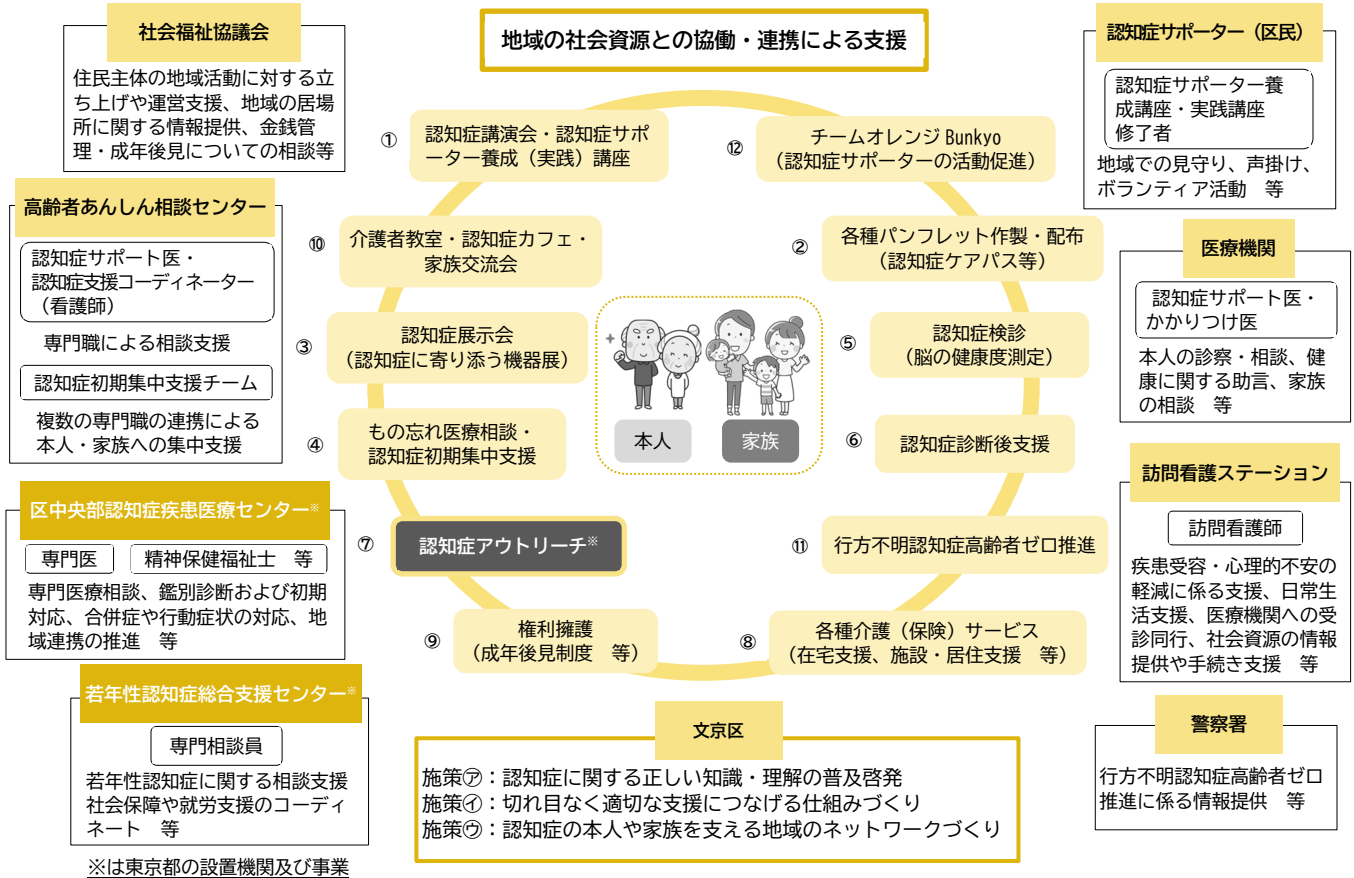 地域の社会資源との協働・連携による支援
社会福祉協議会
住民主体の地域活動に対する立
ち上げや運営支援、地域の居場
所に関する情報提供、金銭管
理・成年後見についての相談等
高齢者あんしん相談センター
認知症サポート医・
認知症支援コーディネーター
（看護師）
専門職による相談支援
認知症初期集中支援チーム
複数の専門職の連携による
本人・家族への集中支援
区中央部認知症疾患医療センター※
専門医
精神保健福祉士　等
専門医療相談、鑑別診断および初期
対応、合併症や行動症状の対応、地
域連携の推進　等
若年性認知症総合支援センター※
専門相談員
若年性認知症に関する相談支援
社会保障や就労支援のコーディ
ネート　等
※は東京都の設置機関及び事業
①
認知症講演会・認知症サポ
ーター養成（実践）講座
⑫
チームオレンジ Bunkyo
（認知症サポーターの活動促進）
⑩
介護者教室・認知症カフェ・
家族交流会
②
各種パンフレット作製・配布
（認知症ケアパス等）
③
認知症展示会
（認知症に寄り添う機器展）
⑤
認知症検診
（脳の健康度測定）
④
もの忘れ医療相談・
認知症初期集中支援
本人
家族
⑥
認知症診断後支援
⑦
認知症アウトリーチ※
⑪
行方不明認知症高齢者ゼロ推進
⑨
権利擁護
（成年後見制度　等）
⑧
各種介護（保険）サービス
（在宅支援、施設・居住支援　等）
文京区
施策㋐：認知症に関する正しい知識・理解の普及啓発
施策㋑：切れ目なく適切な支援につなげる仕組みづくり
施策㋒：認知症の本人や家族を支える地域のネットワークづくり
認知症サポーター（区民）
認知症サポーター養
成講座・実践講座
修了者
地域での見守り、声掛け、
ボランティア活動　等
医療機関
認知症サポート医・
かかりつけ医
本人の診察・相談、健
康に関する助言、家族
の相談　等
訪問看護ステーション
訪問看護師
疾患受容・心理的不安の
軽減に係る支援、日常生
活支援、医療機関への受
診同行、社会資源の情報
提供や手続き支援　等
警察署
行方不明認知症高齢者ゼロ
推進に係る情報提供　等